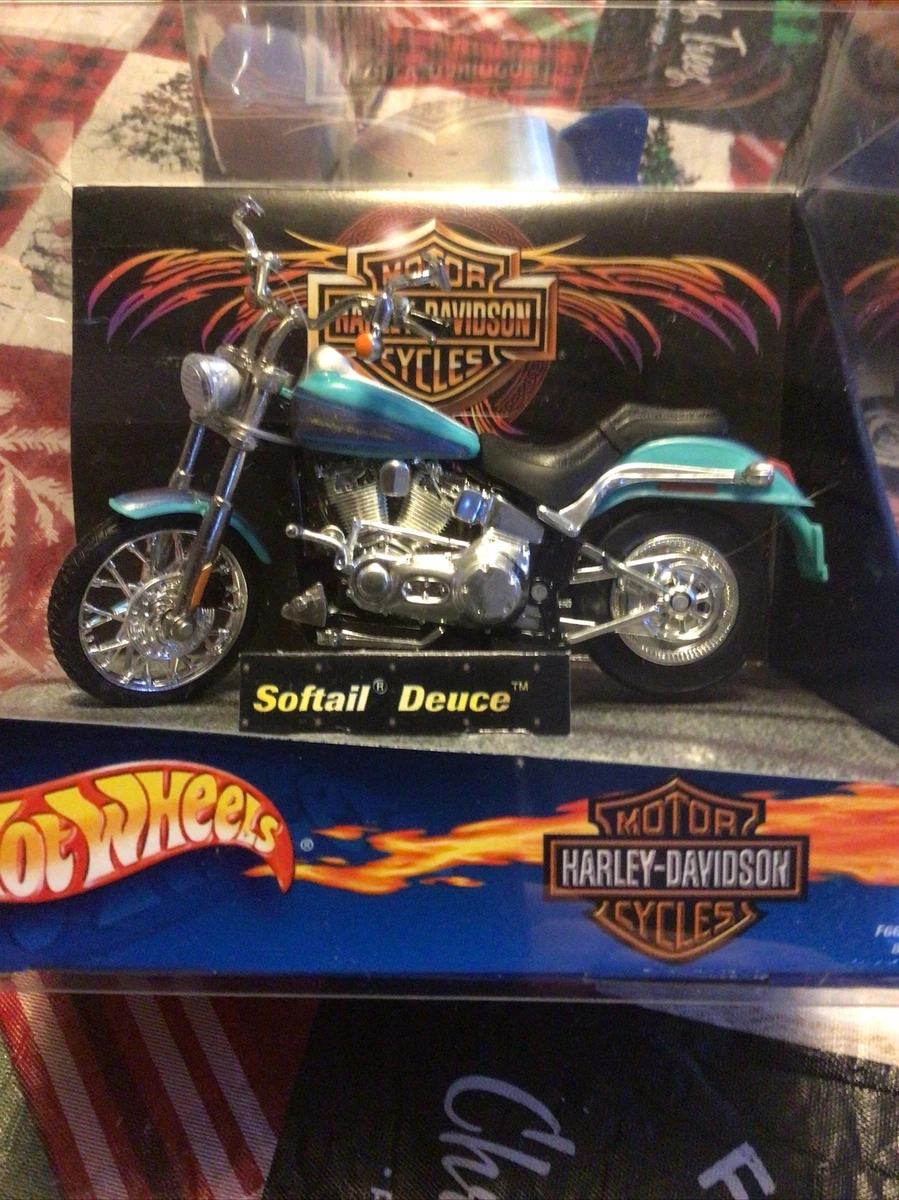 MOTOR
HARLEY-DAVIDSON
CYCLES
Softail® Deuce™
Hot Wheels®
MOTOR
HARLEY-DAVIDSON
CYCLES